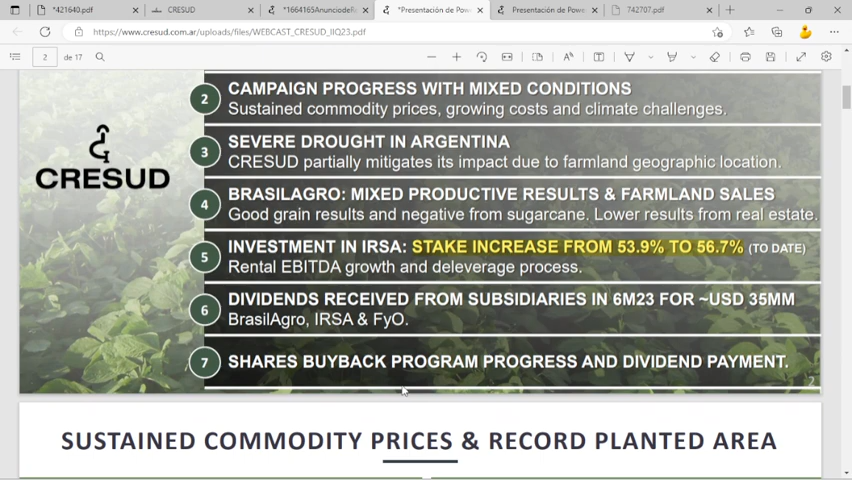 *421640.pdf
CRESUD
*1664165AnunciodeRe
*Presentación de Powe
Presentación de Powe
742707.pdf
https://www.cresud.com.ar/uploads/files/WEBCAST_CRESUD_IIQ23.pdf
2
de 17
2
CAMPAIGN PROGRESS WITH MIXED CONDITIONS
Sustained commodity prices, growing costs and climate challenges.
3
SEVERE DROUGHT IN ARGENTINA
CRESUD partially mitigates its impact due to farmland geographic location.
CRESUD
4
BRASILAGRO: MIXED PRODUCTIVE RESULTS & FARMLAND SALES
Good grain results and negative from sugarcane. Lower results from real estate.
5
INVESTMENT IN IRSA: STAKE INCREASE FROM 53.9% TO 56.7% (TO DATE)
Rental EBITDA growth and deleverage process.
6
DIVIDENDS RECEIVED FROM SUBSIDIARIES IN 6M23 FOR ~USD 35MM
BrasilAgro, IRSA & FyO.
7
SHARES BUYBACK PROGRAM PROGRESS AND DIVIDEND PAYMENT.
2
SUSTAINED COMMODITY PRICES & RECORD PLANTED AREA